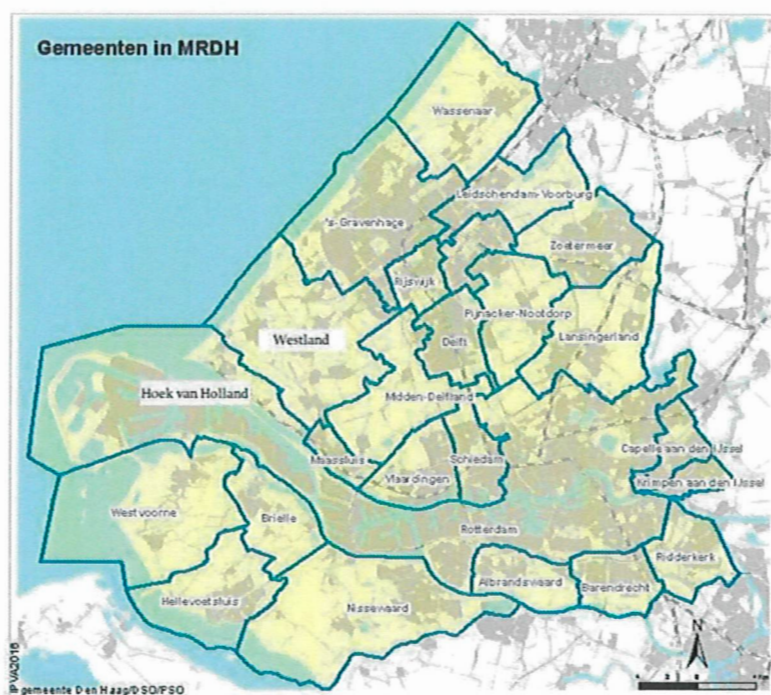 Gemeenten in MRDH
Wassenaar
Leidschendam-Voorburg
's-Gravenhage
Zoetermeer
Rijswijk
Pijnacker-Nootdorp
Westland
Delft
Lansingerland
Hoek van Holland
Midden-Delfland
Maassluis
Schiedam
Capelle aan den IJssel
Vlaardingen
Krimpen aan den IJssel
Westvoorne
Brielle
Rotterdam
Ridderkerk
Albrandswaard
Barendrecht
Hellevoetsluis
Nissewaard
N
gemeente Den Haag/DSO/PSO